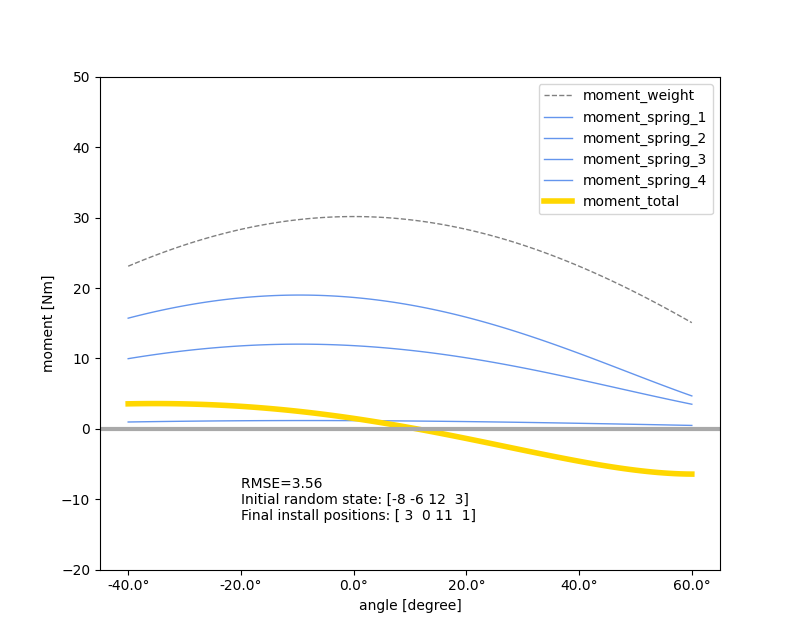 50
40
30
20
10
0
−10
−20
moment [Nm]
moment_weight
moment_spring_1
moment_spring_2
moment_spring_3
moment_spring_4
moment_total
RMSE=3.56
Initial random state: [-8 -6 12  3]
Final install positions: [ 3  0 11  1]
-40.0° -20.0° 0.0° 20.0° 40.0° 60.0°
angle [degree]